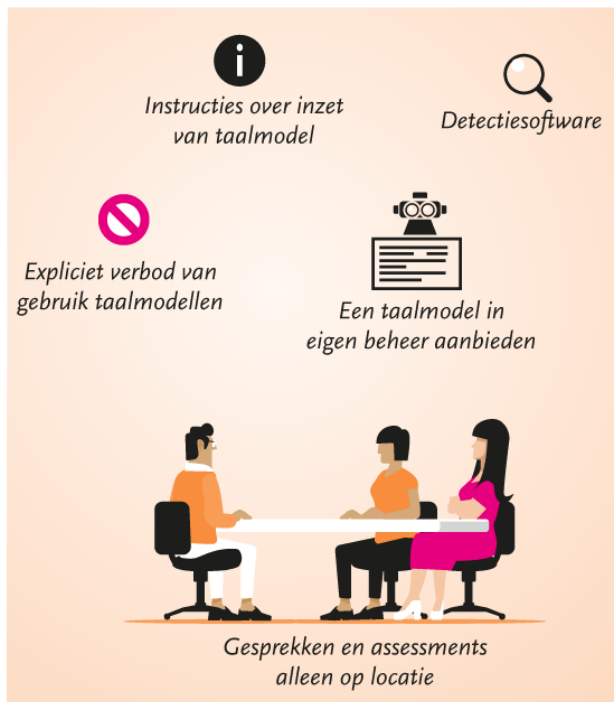 Instructies over inzet
van taalmodel
Detectiesoftware
Expliciet verbod van
gebruik taalmodellen
Een taalmodel in
eigen beheer aanbieden
Gesprekken en assessments
alleen op locatie